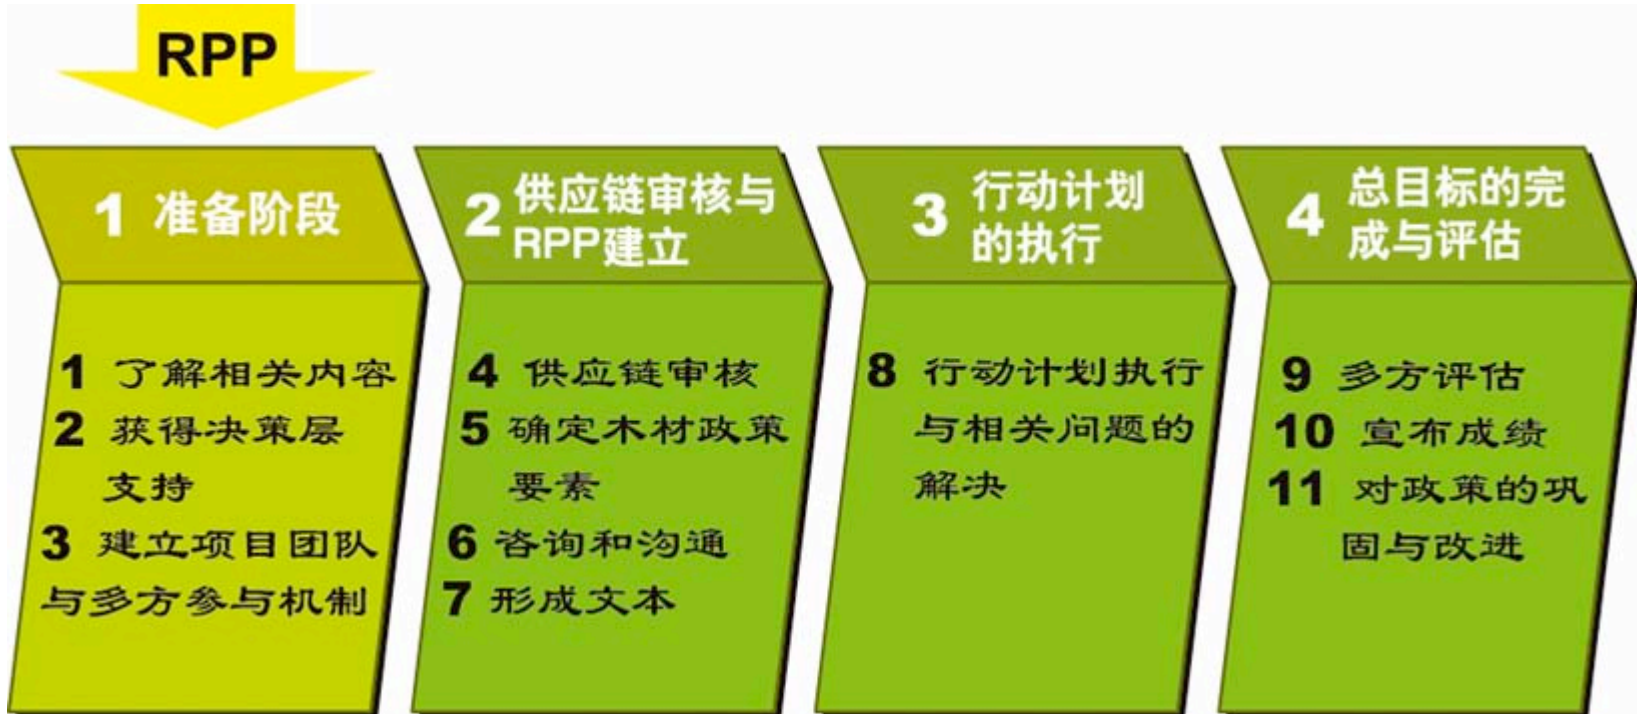 RPP
1 准备阶段
1 了解相关内容
2 获得决策层
支持
3 建立项目团队
与多方参与机制
2 供应链审核与
RPP建立
4 供应链审核
5 确定木材政策
要素
6 咨询和沟通
7 形成文本
3 行动计划
的执行
8 行动计划执行
与相关问题的
解决
4 总目标的完
成与评估
9 多方评估
10 宣布成绩
11 对政策的巩
固与改进